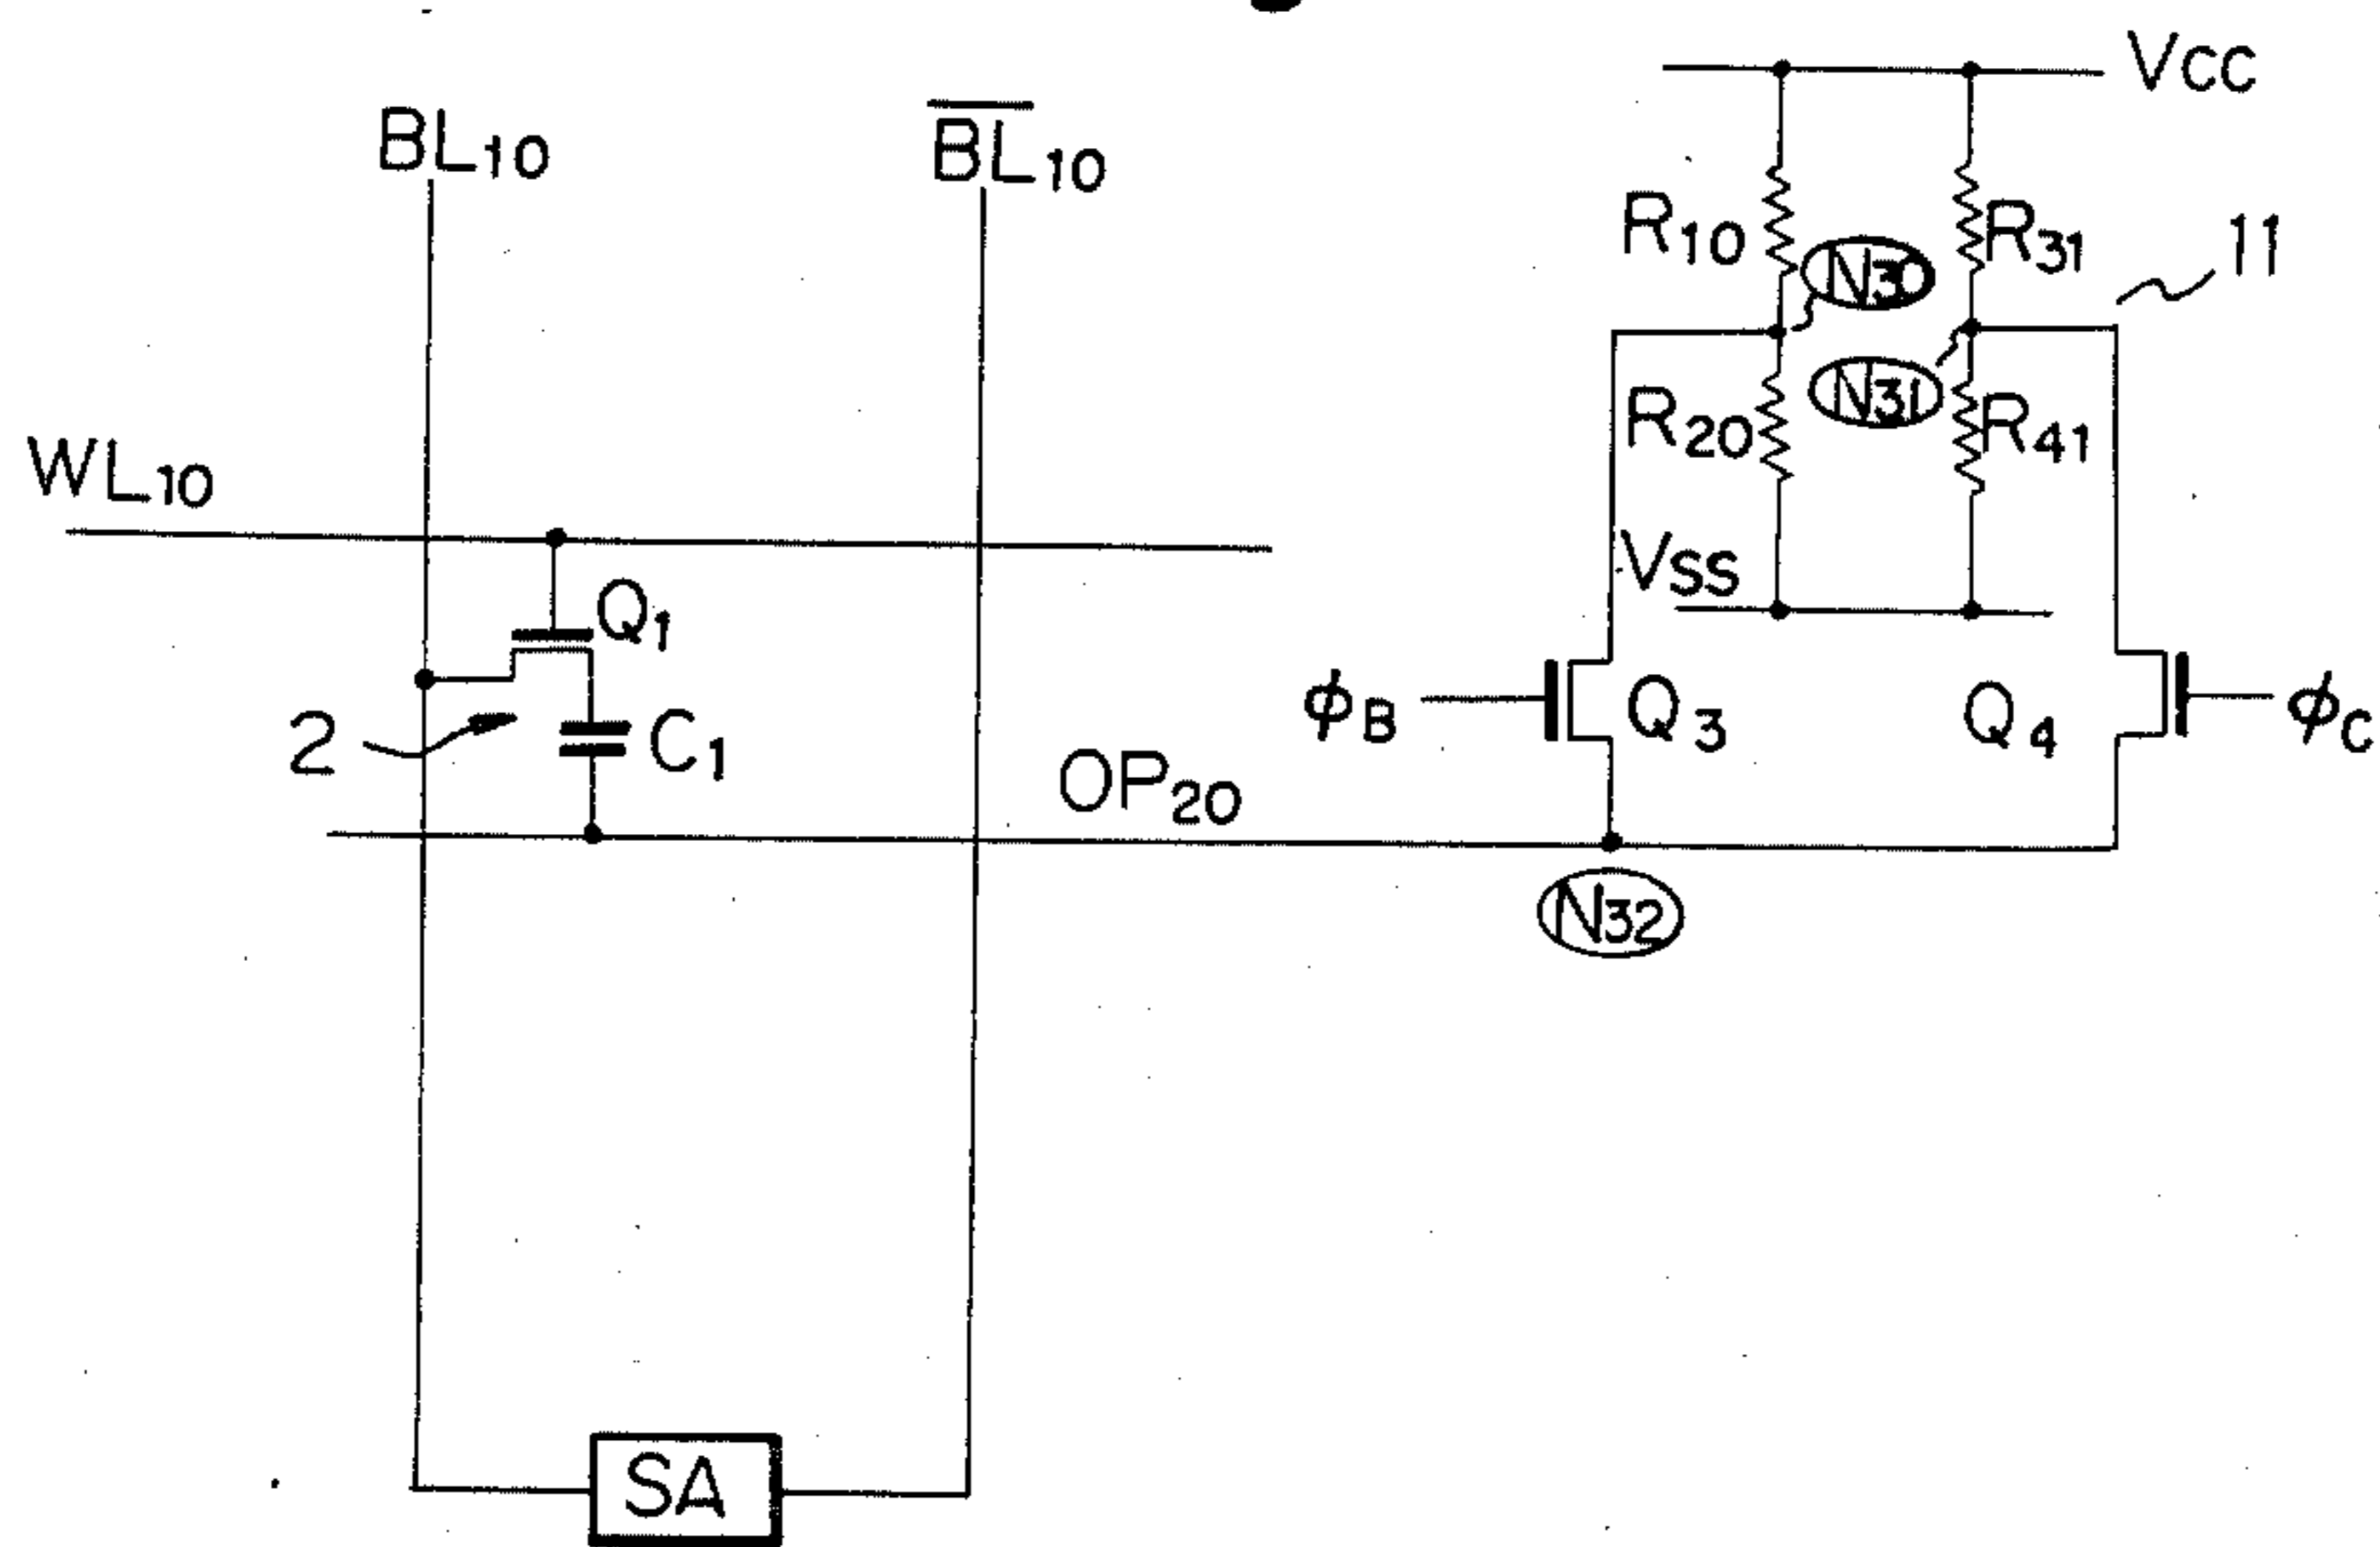 Vcc
BL10
BL10
R10
R31
11
N30
N31
R20
R41
WL10
Vss
Q1
ϕB
Q3
Q4
ϕC
2
C1
OP20
N32
SA